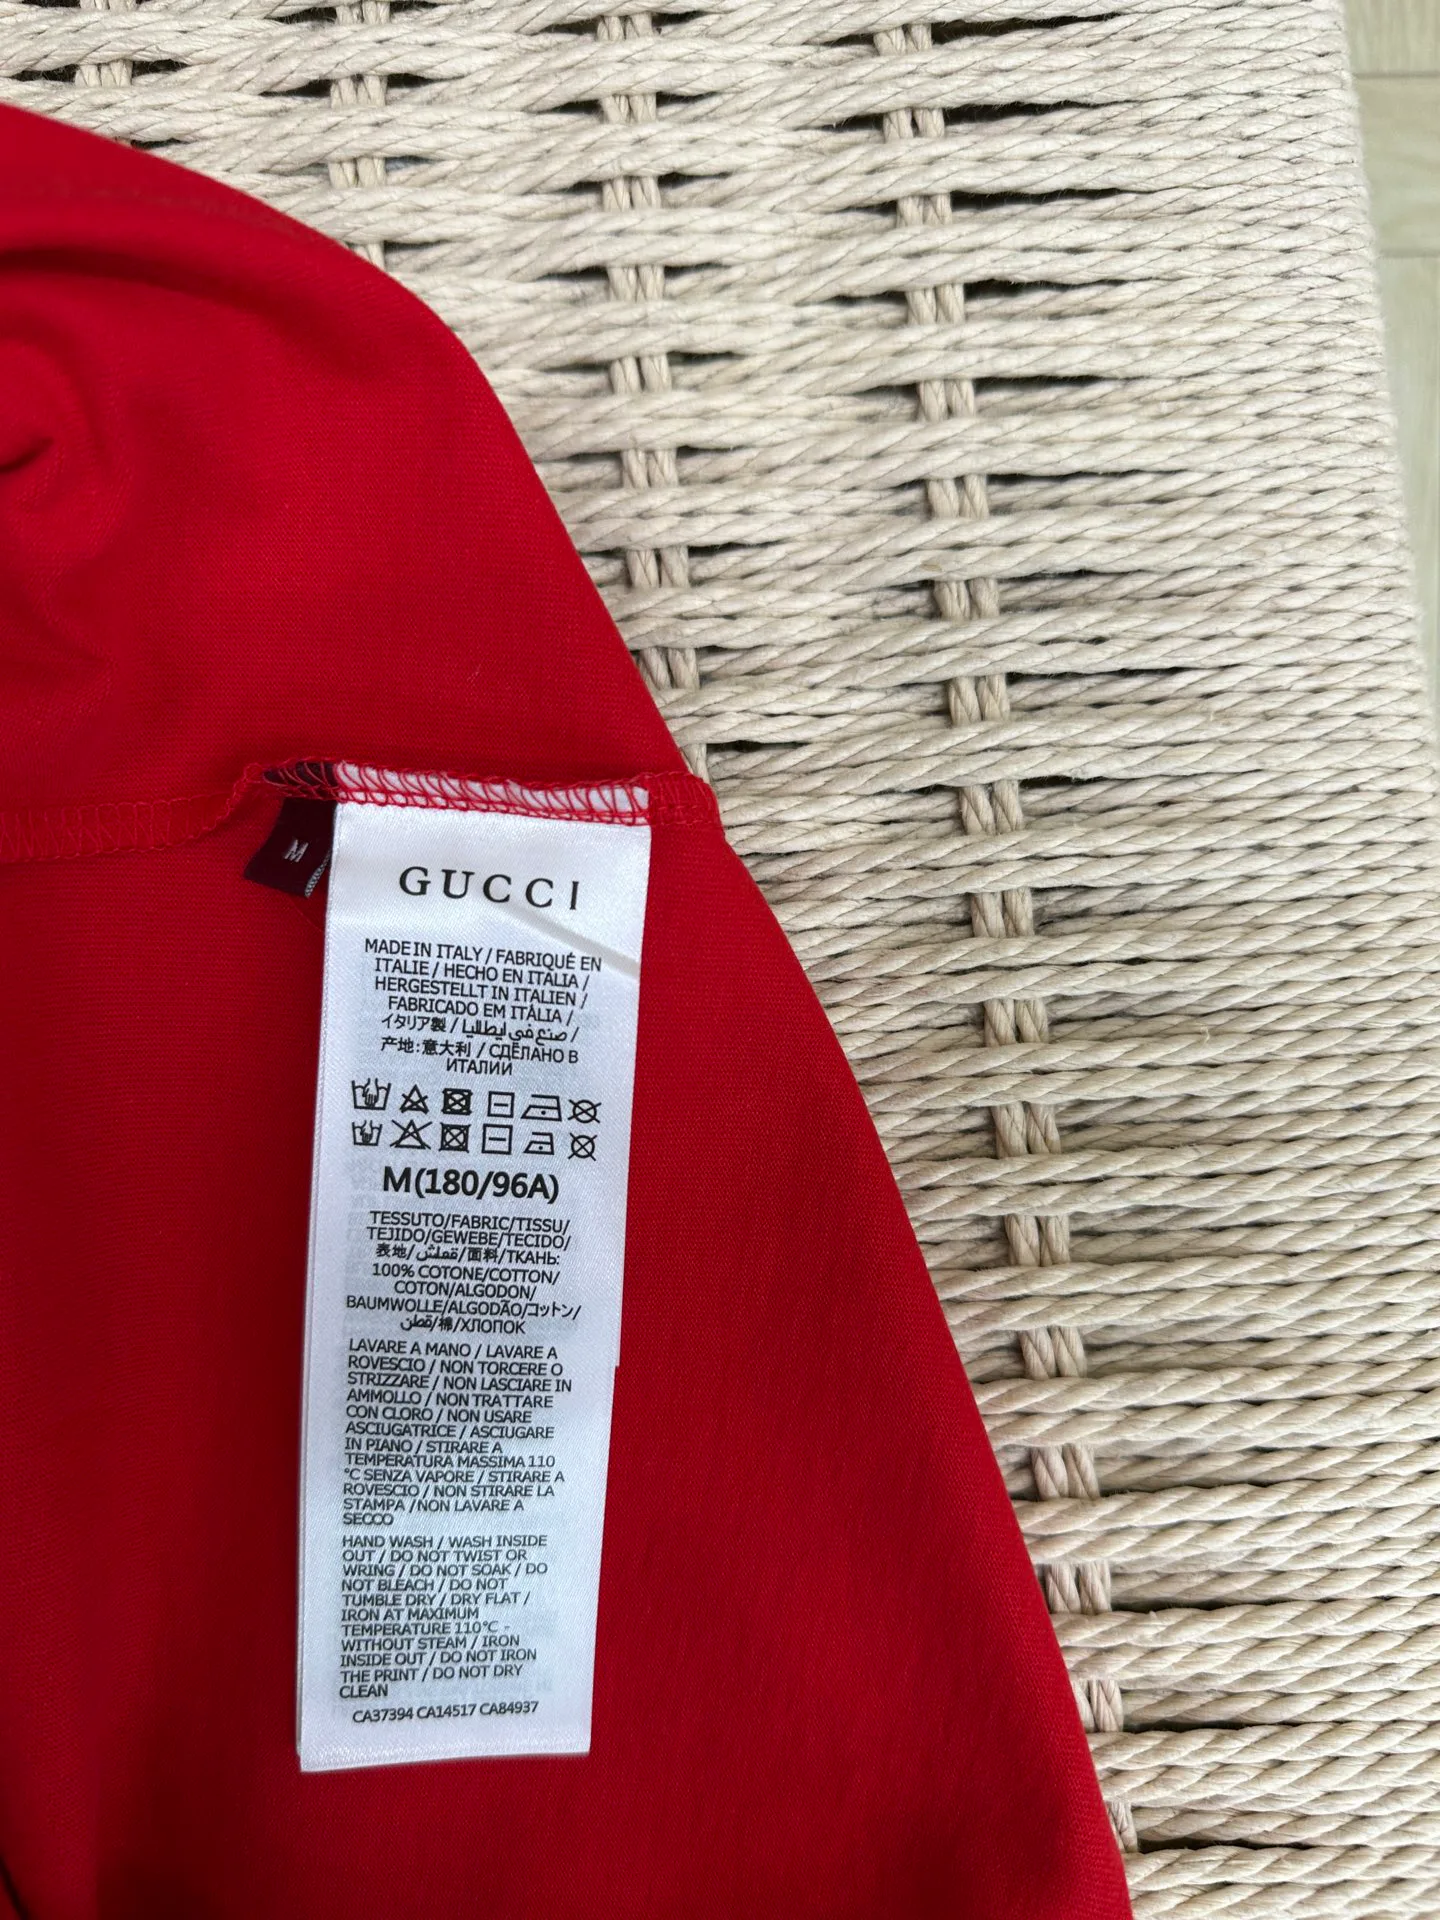 M
GUCCI
MADE IN ITALY / FABRIQUÉ EN
ITALIE / HECHO EN ITALIA /
HERGESTELLT IN ITALIEN /
FABRICADO EM ITÀLIA /
イタリア製 / صنع في ايطاليا /
产地:意大利 / СДЕЛАНО В
ИТАЛИИ
M(180/96A)
TESSUTO/FABRIC/TISSU/
TEJIDO/GEWEBE/TECIDO/
表地/قماش/面料/ТКАНЬ:
100% COTONE/COTTON/
COTON/ALGODON/
BAUMWOLLE/ALGODÃO/コットン/
قطن/棉/ХЛОПОК
LAVARE A MANO / LAVARE A
ROVESCIO / NON TORCERE O
STRIZZARE / NON LASCIARE IN
AMMOLLO / NON TRATTARE
CON CLORO / NON USARE
ASCIUGATRICE / ASCIUGARE
IN PIANO / STIRARE A
TEMPERATURA MASSIMA 110
°C SENZA VAPORE / STIRARE A
ROVESCIO / NON STIRARE LA
STAMPA /NON LAVARE A
SECCO
HAND WASH / WASH INSIDE
OUT / DO NOT TWIST OR
WRING / DO NOT SOAK / DO
NOT BLEACH / DO NOT
TUMBLE DRY / DRY FLAT /
IRON AT MAXIMUM
TEMPERATURE 110°C -
WITHOUT STEAM / IRON
INSIDE OUT / DO NOT IRON
THE PRINT / DO NOT DRY
CLEAN
CA37394 CA14517 CA84937